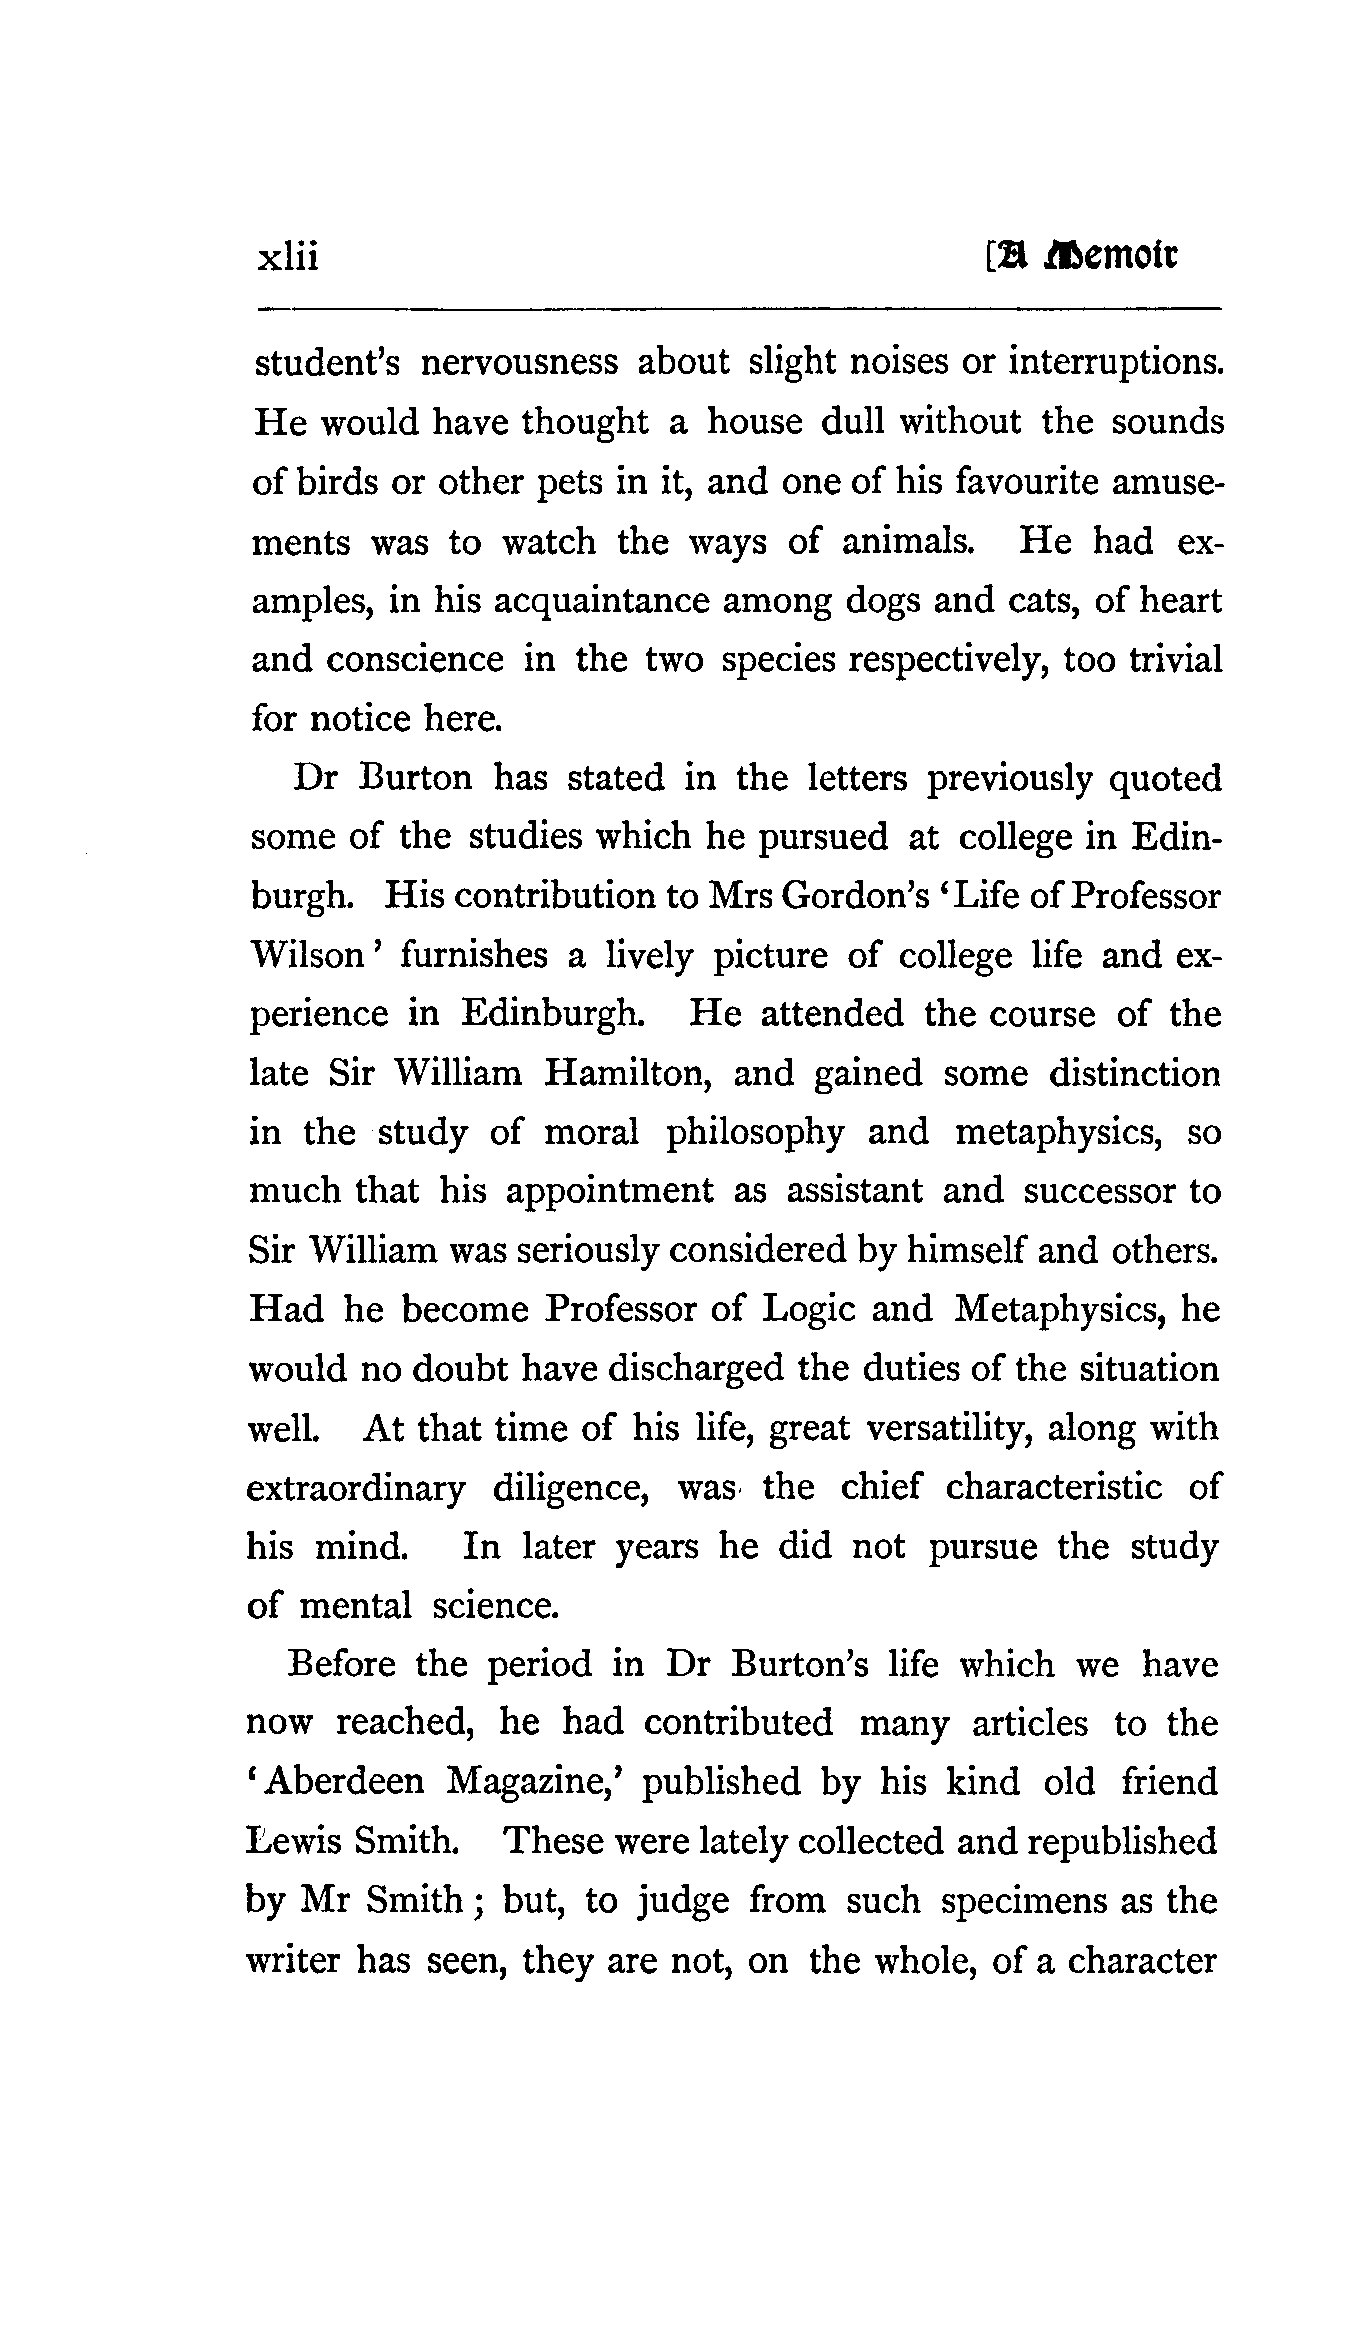 xlii [A Memoir
student's nervousness about slight noises or interruptions.
He would have thought a house dull without the sounds
of birds or other pets in it, and one of his favourite amuse-
ments was to watch the ways of animals. He had ex-
amples, in his acquaintance among dogs and cats, of heart
and conscience in the two species respectively, too trivial
for notice here.
Dr Burton has stated in the letters previously quoted
some of the studies which he pursued at college in Edin-
burgh. His contribution to Mrs Gordon's ‘Life of Professor
Wilson’ furnishes a lively picture of college life and ex-
perience in Edinburgh. He attended the course of the
late Sir William Hamilton, and gained some distinction
in the study of moral philosophy and metaphysics, so
much that his appointment as assistant and successor to
Sir William was seriously considered by himself and others.
Had he become Professor of Logic and Metaphysics, he
would no doubt have discharged the duties of the situation
well. At that time of his life, great versatility, along with
extraordinary diligence, was the chief characteristic of
his mind. In later years he did not pursue the study
of mental science.
Before the period in Dr Burton's life which we have
now reached, he had contributed many articles to the
‘Aberdeen Magazine,’ published by his kind old friend
Lewis Smith. These were lately collected and republished
by Mr Smith; but, to judge from such specimens as the
writer has seen, they are not, on the whole, of a character